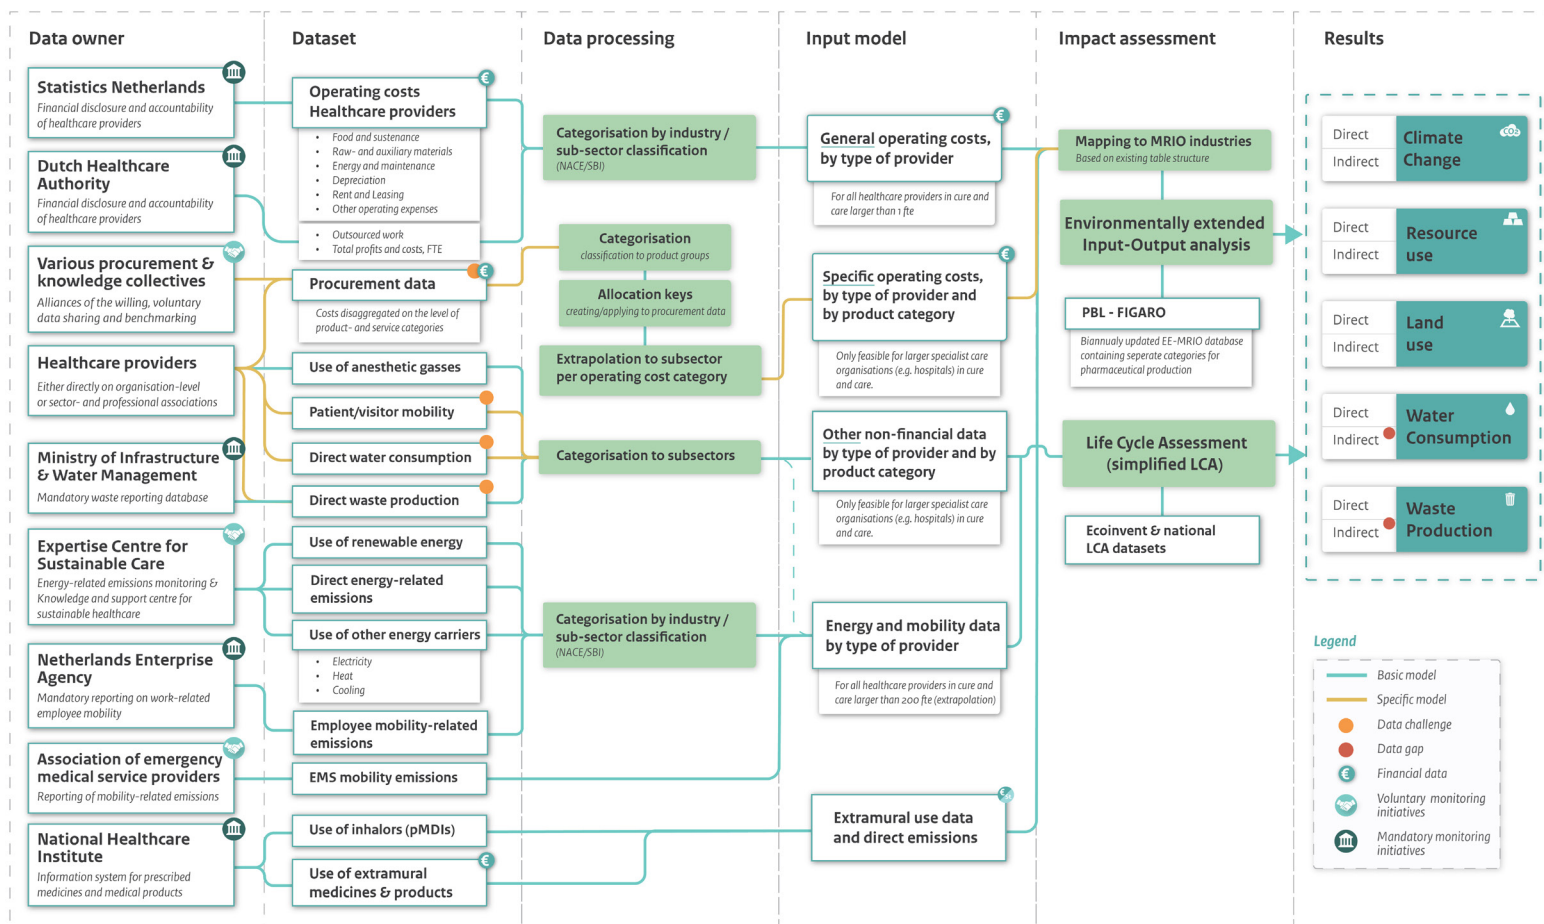 Data owner
Dataset
Data processing
Input model
Impact assessment
Results
Statistics Netherlands
Financial disclosure and accountability
of healthcare providers
Dutch Healthcare
Authority
Financial disclosure and accountability
of healthcare providers
Various procurement &
knowledge collectives
Alliances of the willing, voluntary
data sharing and benchmarking
Healthcare providers
Either directly on organisation-level
or sector- and professional associations
Ministry of Infrastructure
& Water Management
Mandatory waste reporting database
Expertise Centre for
Sustainable Care
Energy-related emissions monitoring &
Knowledge and support centre for
sustainable healthcare
Netherlands Enterprise
Agency
Mandatory reporting on work-related
employee mobility
Association of emergency
medical service providers
Reporting of mobility-related emissions
National Healthcare
Institute
Information system for prescribed
medicines and medical products
€
Operating costs
Healthcare providers
• Food and sustenance
• Raw- and auxiliary materials
• Energy and maintenance
• Depreciation
• Rent and Leasing
• Other operating expenses
• Outsourced work
• Total profits and costs, FTE
€
Procurement data
Costs disaggregated on the level of
product- and service categories
Use of anesthetic gasses
Patient/visitor mobility
Direct water consumption
Direct waste production
Use of renewable energy
Direct energy-related
emissions
Use of other energy carriers
• Electricity
• Heat
• Cooling
Employee mobility-related
emissions
EMS mobility emissions
Use of inhalors (pMDIs)
€
Use of extramural
medicines & products
Categorisation by industry /
sub-sector classification
(NACE/SBI)
Categorisation
classification to product groups
Allocation keys
creating/applying to procurement data
Extrapolation to subsector
per operating cost category
Categorisation to subsectors
Categorisation by industry /
sub-sector classification
(NACE/SBI)
€
General operating costs,
by type of provider
For all healthcare providers in cure and
care larger than 1 fte
€
Specific operating costs,
by type of provider and
by product category
Only feasible for larger specialist care
organisations (e.g. hospitals) in cure
and care.
Other non-financial data
by type of provider and by
product category
Only feasible for larger specialist care
organisations (e.g. hospitals) in cure
and care.
Energy and mobility data
by type of provider
For all healthcare providers in cure and
care larger than 200 fte (extrapolation)
€
Extramural use data
and direct emissions
Mapping to MRIO industries
Based on existing table structure
Environmentally extended
Input-Output analysis
PBL - FIGARO
Biannualy updated EE-MRIO database
containing seperate categories for
pharmaceutical production
Life Cycle Assessment
(simplified LCA)
Ecoinvent & national
LCA datasets
Direct
Indirect
Climate
Change
CO2
Direct
Indirect
Resource
use
Direct
Indirect
Land
use
Direct
Indirect
Water
Consumption
Direct
Indirect
Waste
Production
Legend
Basic model
Specific model
Data challenge
Data gap
€
Financial data
Voluntary monitoring
initiatives
Mandatory monitoring
initiatives